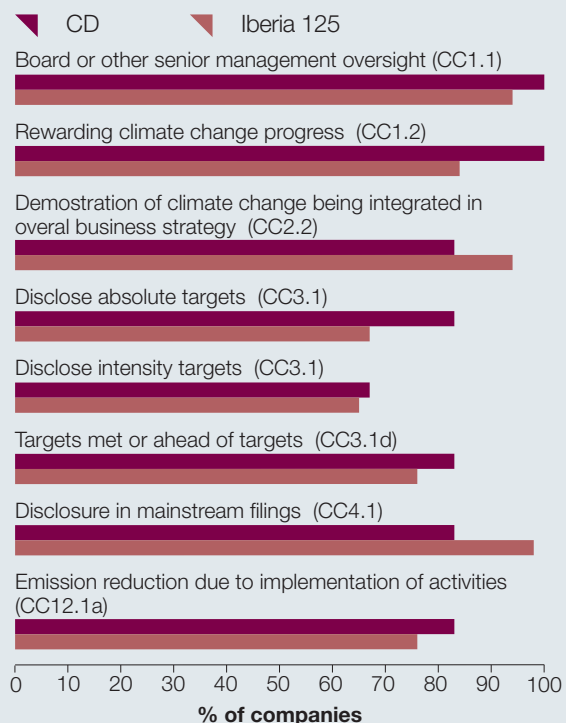 CD Iberia 125
Board or other senior management oversight (CC1.1)
Rewarding climate change progress (CC1.2)
Demostration of climate change being integrated in
overal business strategy (CC2.2)
Disclose absolute targets (CC3.1)
Disclose intensity targets (CC3.1)
Targets met or ahead of targets (CC3.1d)
Disclosure in mainstream filings (CC4.1)
Emission reduction due to implementation of activities
(CC12.1a)
0 10 20 30 40 50 60 70 80 90 100
% of companies